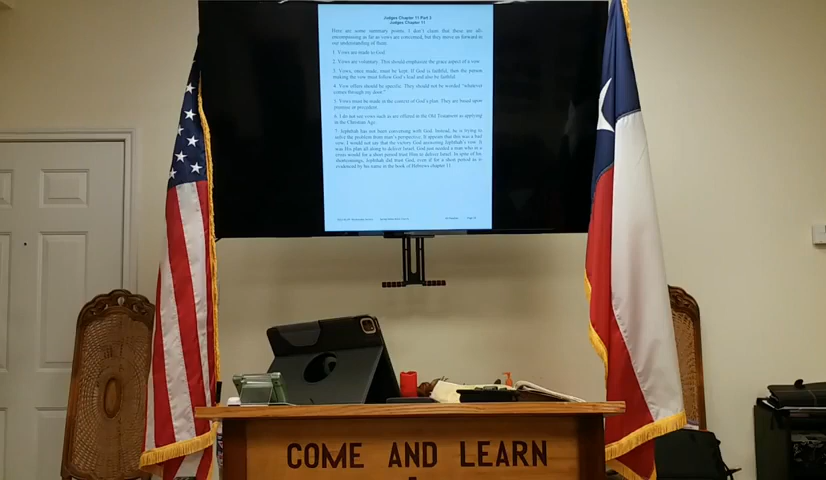 Judges Chapter 11 Part 3
Judges Chapter 11
Here are some summary points. I don't claim that these are all-
encompassing as far as vows are concerned, but they move us forward in
our understanding of them.
1. Vows are made to God.
2. Vows are voluntary. This should emphasize the grace aspect of a vow.
3. Vows, once made, must be kept. If God is faithful, then the person
making the vow must follow God's lead and also be faithful.
4. Vow offers should be specific. They should not be worded "whatever
comes through my door."
5. Vows must be made in the context of God's plan. They are based upon
promise or precedent.
6. I do not see vows such as are offered in the Old Testament as applying
in the Christian Age.
7. Jephthah has not been conversing with God. Instead, he is trying to
solve the problem from man's perspective. It appears that this was a bad
vow. I would not say that the victory God answering Jephthah's vow. It
was His plan all along to deliver Israel. God just needed a man who in a
crisis would for a short period trust Him to deliver Israel. In spite of his
shortcomings, Jephthah did trust God, even if for a short period as is
evidenced by his name in the book of Hebrews chapter 11.
COME AND LEARN